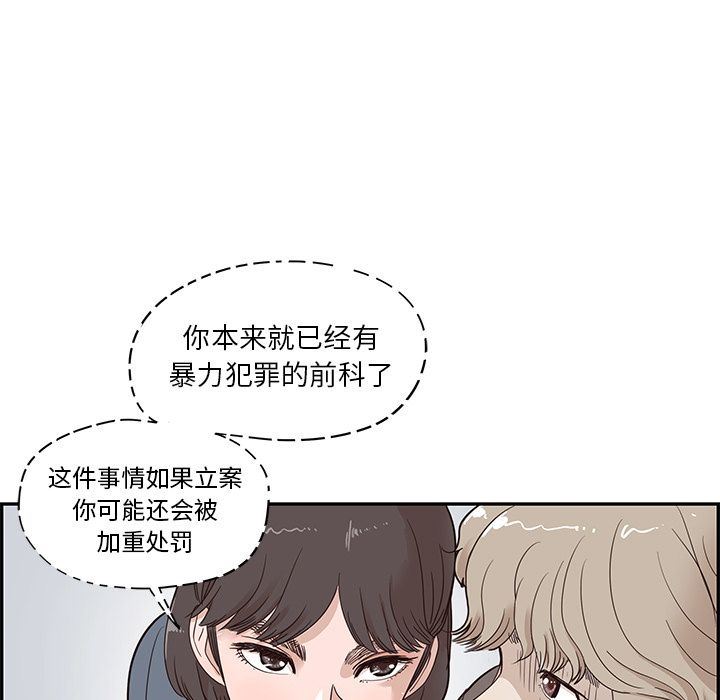 你本来就已经有
暴力犯罪的前科了
这件事情如果立案
你可能还会被
加重处罚